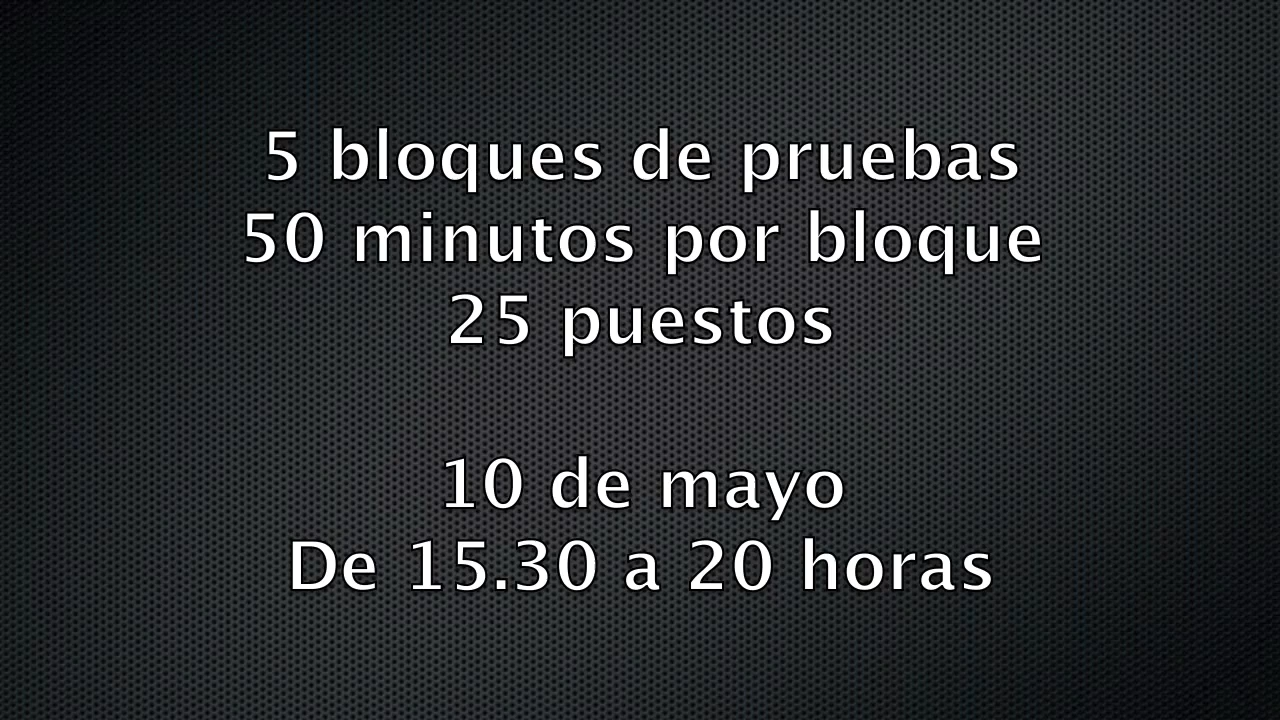 5 bloques de pruebas
50 minutos por bloque
25 puestos
10 de mayo
De 15.30 a 20 horas